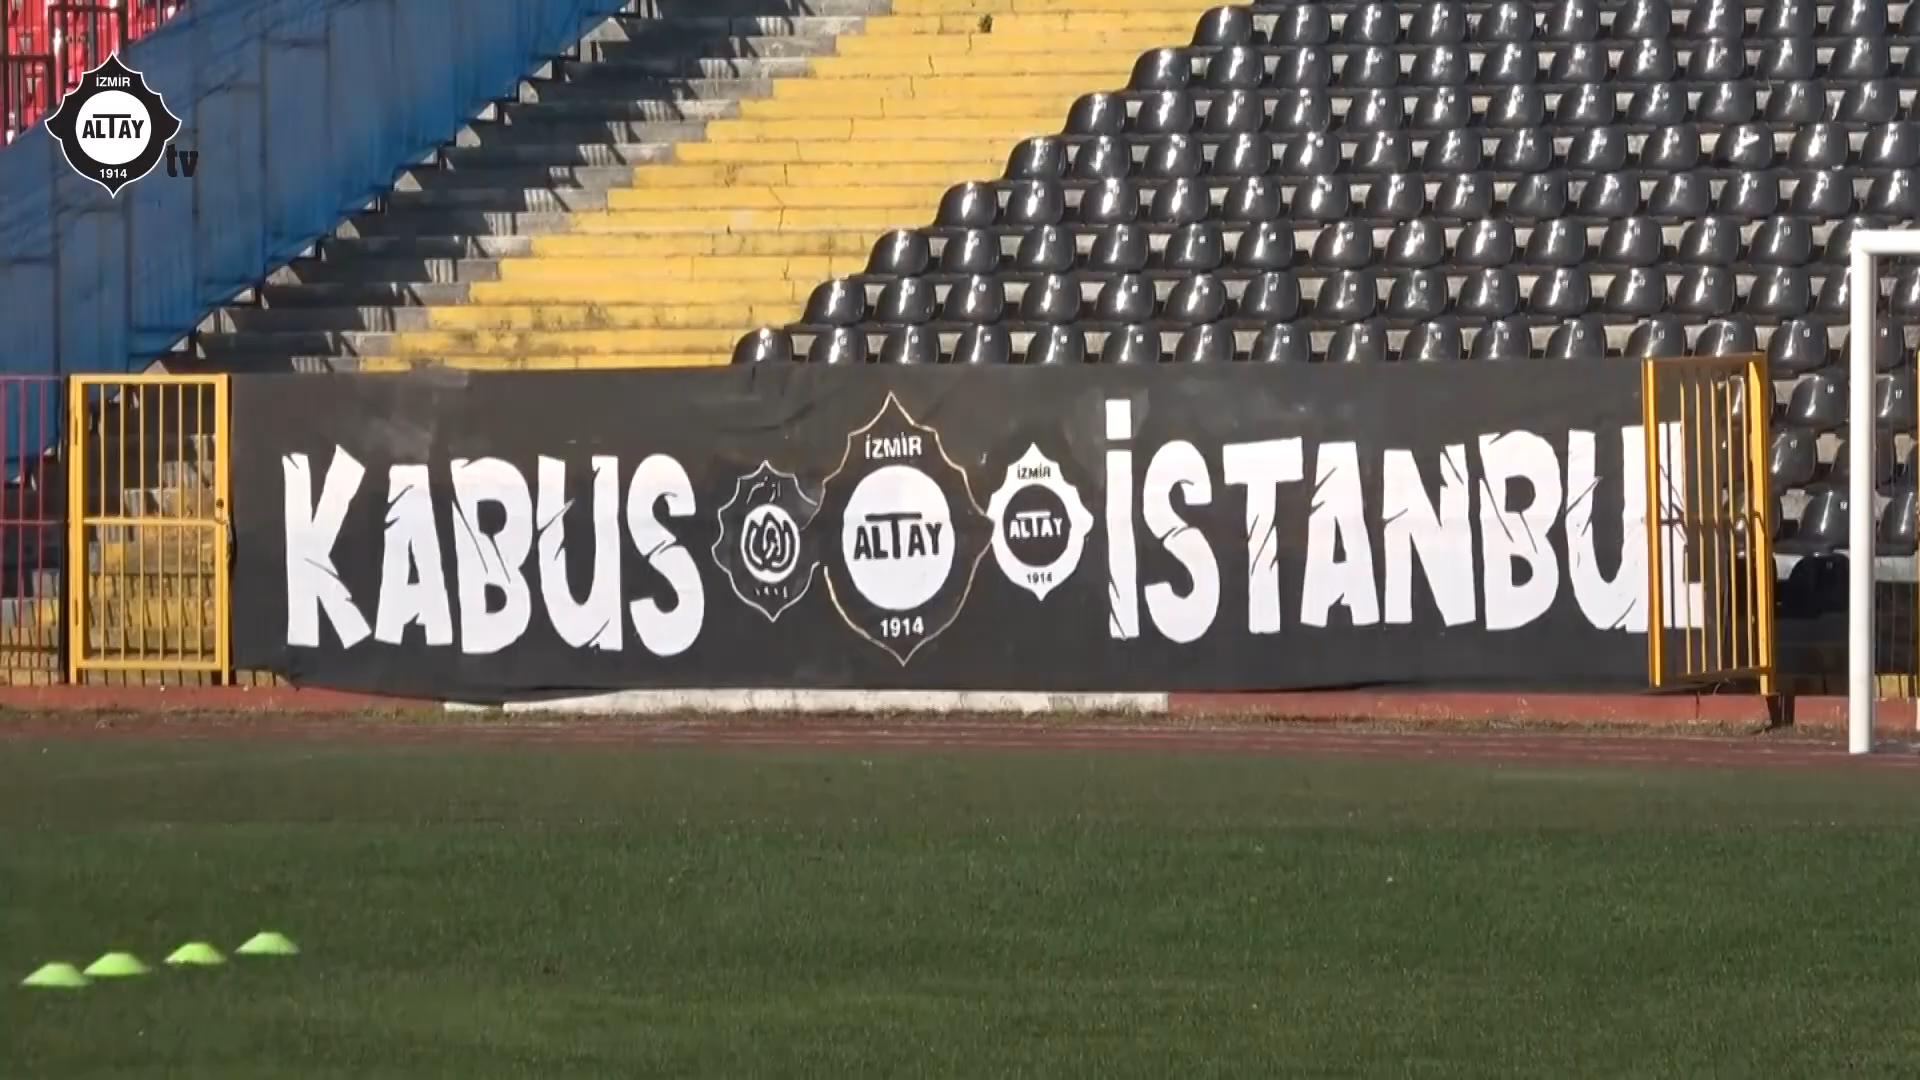 İZMİR
ALTAY
1914
tv
KABUS
İZMİR
ALTAY
1914
İZMİR
ALTAY
1914
İSTANBUL